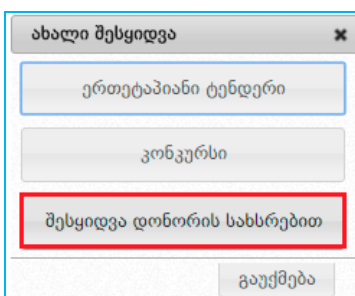 ახალი შესყიდვა
ერთეტაპიანი ტენდერი
კონკურსი
შესყიდვა დონორის სახსრებით
გაუქმება